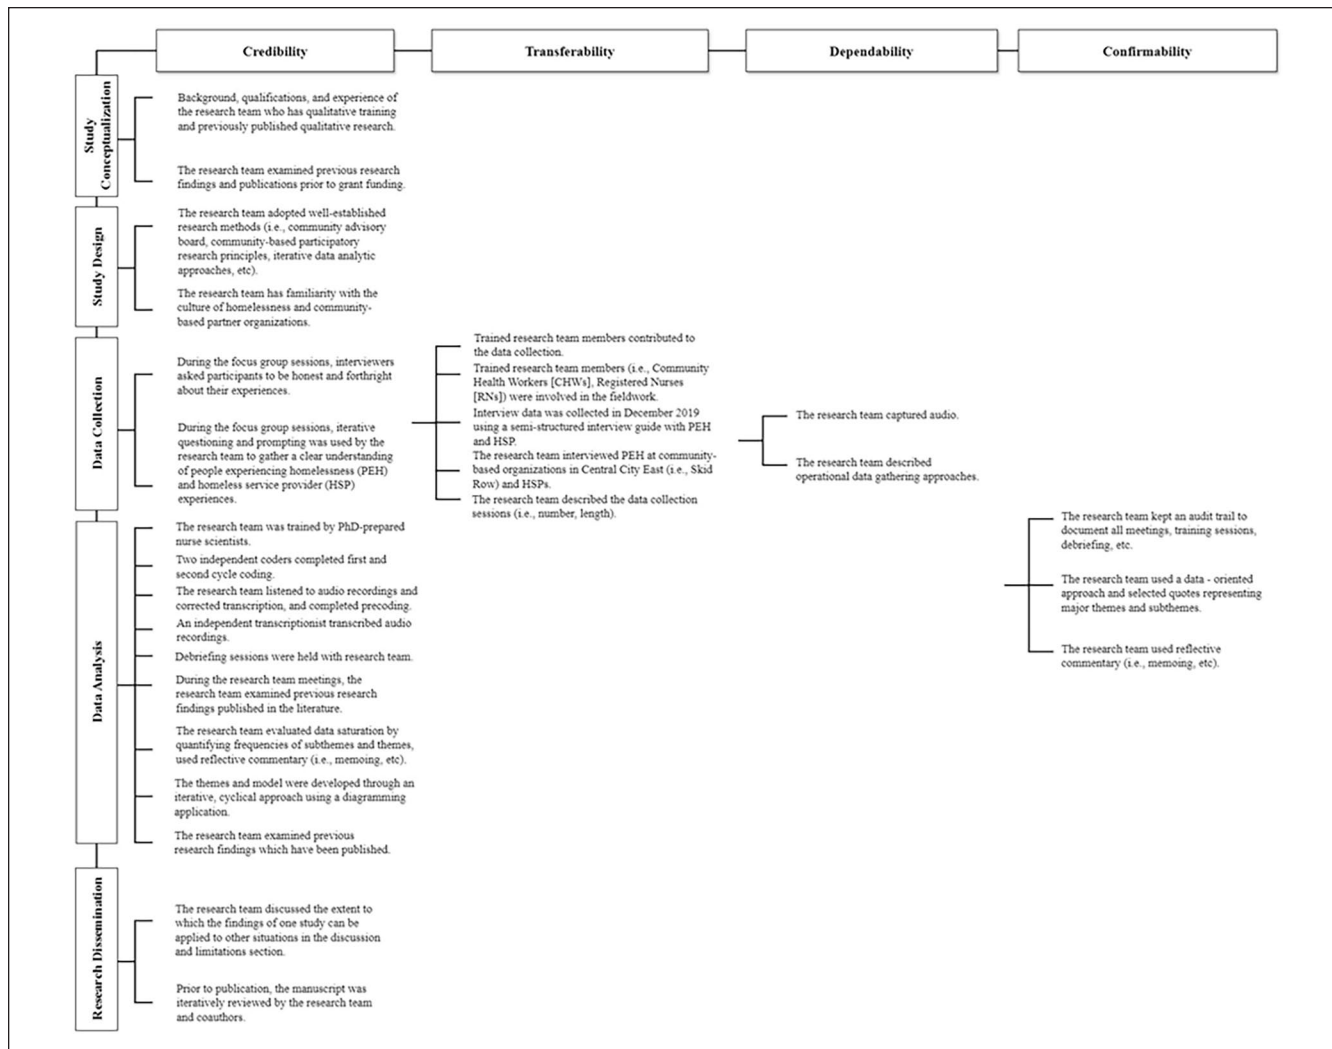 Credibility
Transferability
Dependability
Confirmability
Study
Conceptualization
Background, qualifications, and experience of
the research team who has qualitative training
and previously published qualitative research.
The research team examined previous research
findings and publications prior to grant funding.
Study Design
The research team adopted well-established
research methods (i.e., community advisory
board, community-based participatory
research principles, iterative data analytic
approaches, etc).
The research team has familiarity with the
culture of homelessness and community-
based partner organizations.
Data Collection
During the focus group sessions, interviewers
asked participants to be honest and forthright
about their experiences.
During the focus group sessions, iterative
questioning and prompting was used by the
research team to gather a clear understanding
of people experiencing homelessness (PEH)
and homeless service provider (HSP)
experiences.
Trained research team members contributed to
the data collection.
Trained research team members (i.e., Community
Health Workers [CHWs], Registered Nurses
[RNs]) were involved in the fieldwork.
Interview data was collected in December 2019
using a semi-structured interview guide with PEH
and HSP.
The research team interviewed PEH at community-
based organizations in Central City East (i.e., Skid
Row) and HSPs.
The research team described the data collection
sessions (i.e., number, length).
The research team captured audio.
The research team described
operational data gathering approaches.
Data Analysis
The research team was trained by PhD-prepared
nurse scientists.
Two independent coders completed first and
second cycle coding.
The research team listened to audio recordings and
corrected transcription, and completed precoding.
An independent transcriptionist transcribed audio
recordings.
Debriefing sessions were held with research team.
During the research team meetings, the
research team examined previous research
findings published in the literature.
The research team evaluated data saturation by
quantifying frequencies of subthemes and themes,
used reflective commentary (i.e., memoing, etc).
The themes and model were developed through an
iterative, cyclical approach using a diagramming
application.
The research team examined previous
research findings which have been published.
The research team kept an audit trail to
document all meetings, training sessions,
debriefing, etc.
The research team used a data - oriented
approach and selected quotes representing
major themes and subthemes.
The research team used reflective
commentary (i.e., memoing, etc).
Research Dissemination
The research team discussed the extent to
which the findings of one study can be
applied to other situations in the discussion
and limitations section.
Prior to publication, the manuscript was
iteratively reviewed by the research team
and coauthors.